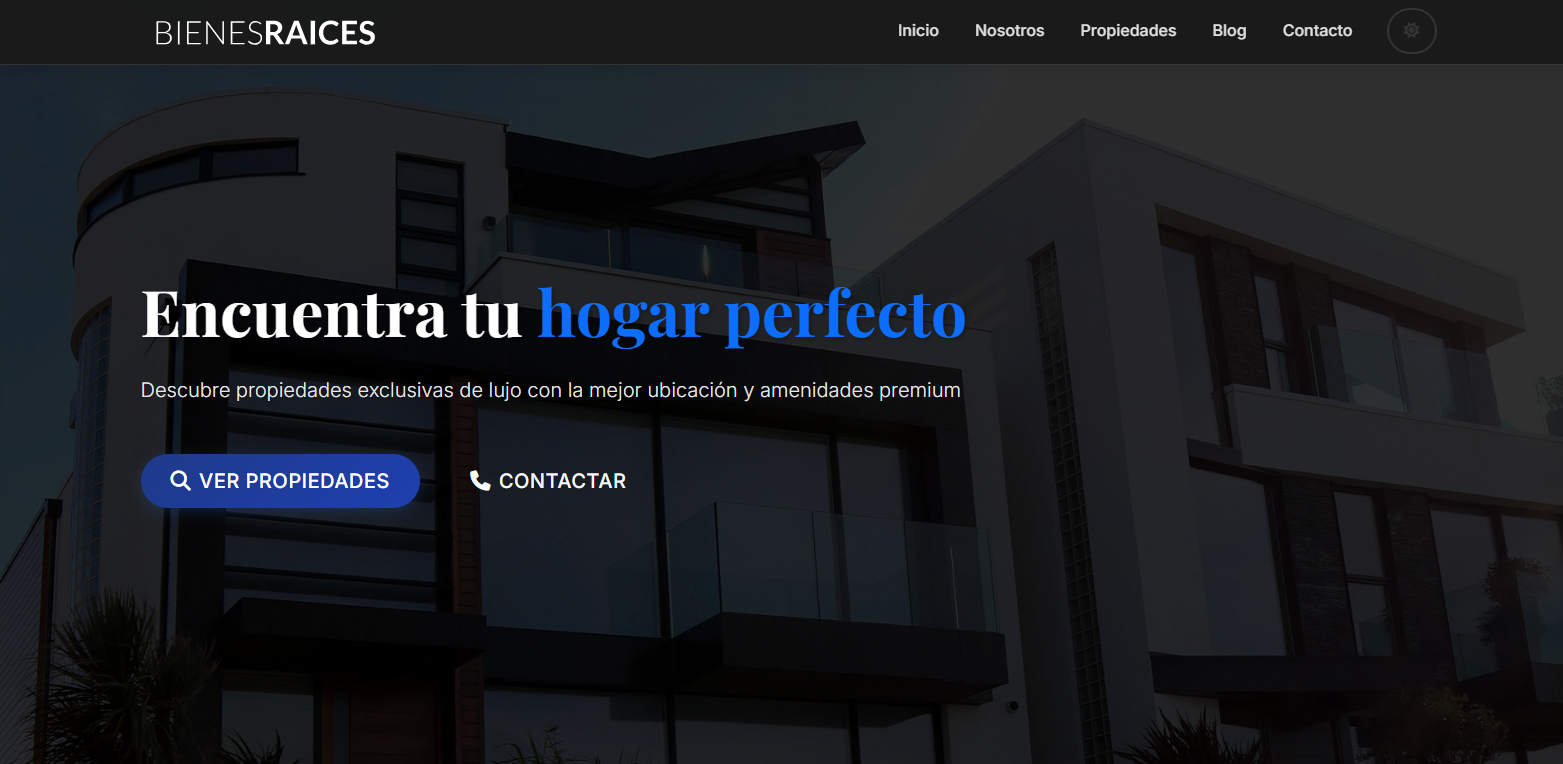 BIENESRAICES
Inicio Nosotros Propiedades Blog Contacto
Encuentra tu hogar perfecto
Descubre propiedades exclusivas de lujo con la mejor ubicación y amenidades premium
VER PROPIEDADES CONTACTAR